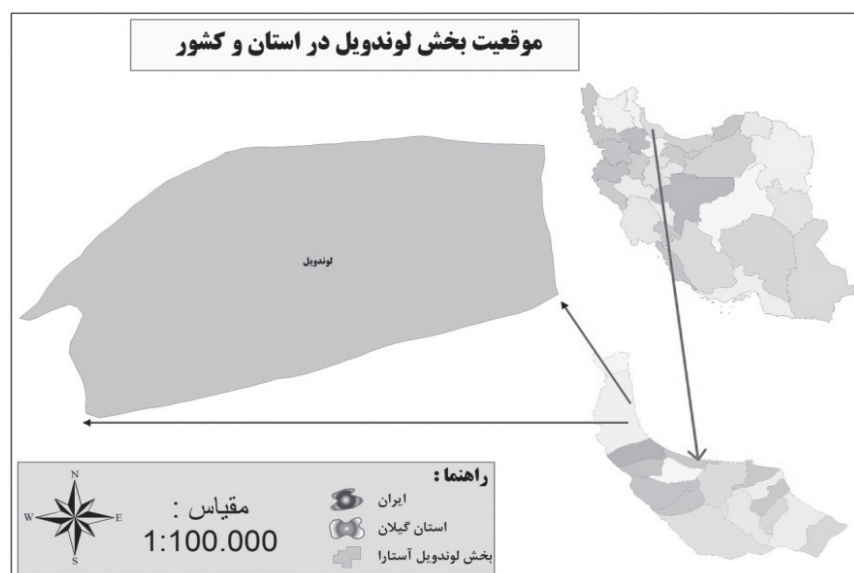 موقعیت بخش لوندویل در استان و کشور
لوندویل
راهنما :
ایران
استان گیلان
بخش لوندویل آستارا
مقیاس :
1:100.000
N
W E
S